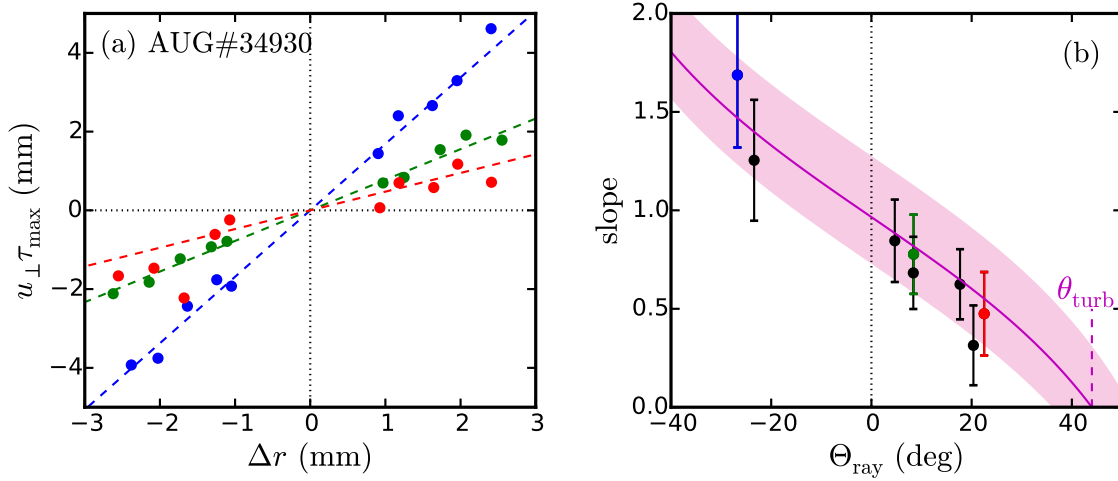 (a) AUG#34930
u⊥τmax (mm)
4
2
0
−2
−4
−3 −2 −1 0 1 2 3
Δr (mm)
(b)
slope
2.0
1.5
1.0
0.5
0.0
θturb
−40 −20 0 20 40
Θray (deg)